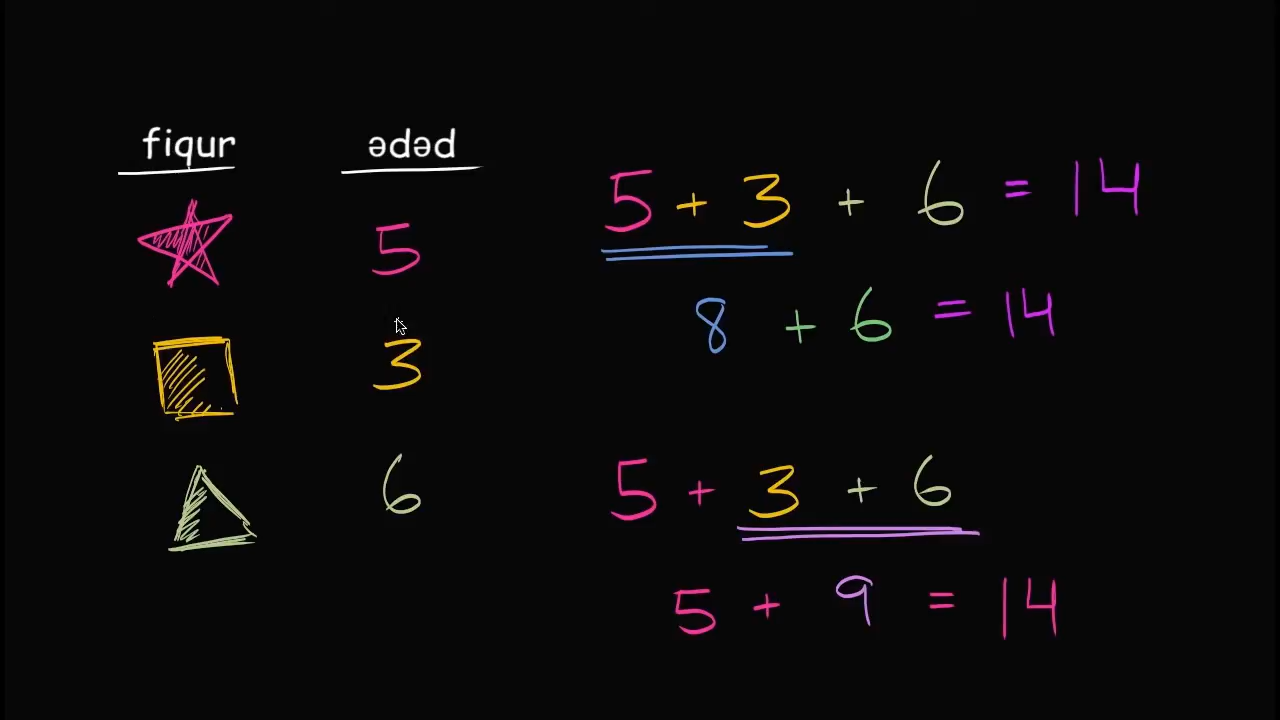 fiqur ədəd
5
3
6
5 + 3 + 6 = 14
8 + 6 = 14
5 + 3 + 6
5 + 9 = 14